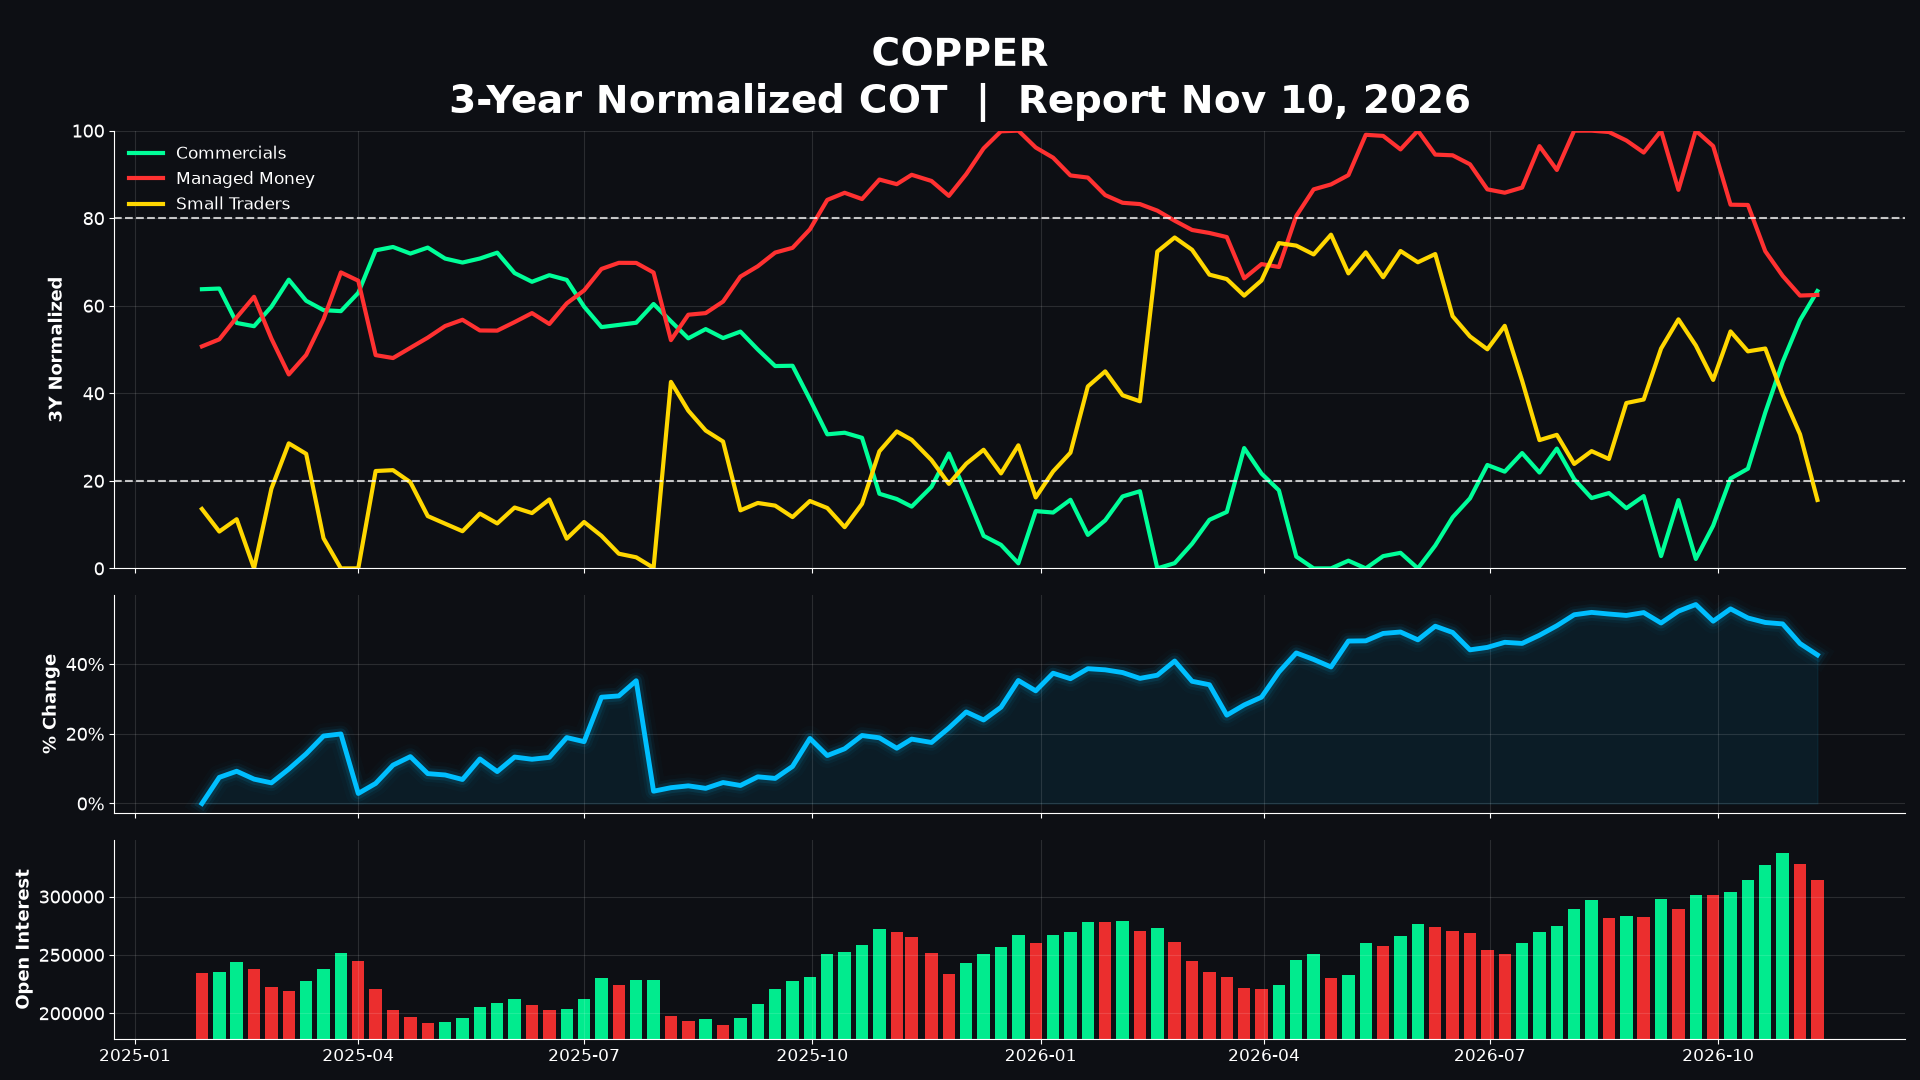 COPPER
3-Year Normalized COT | Report Nov 10, 2026
Commercials
Managed Money
Small Traders
3Y Normalized
100
80
60
40
20
0
% Change
40%
20%
0%
Open Interest
300000
250000
200000
2025-01
2025-04
2025-07
2025-10
2026-01
2026-04
2026-07
2026-10